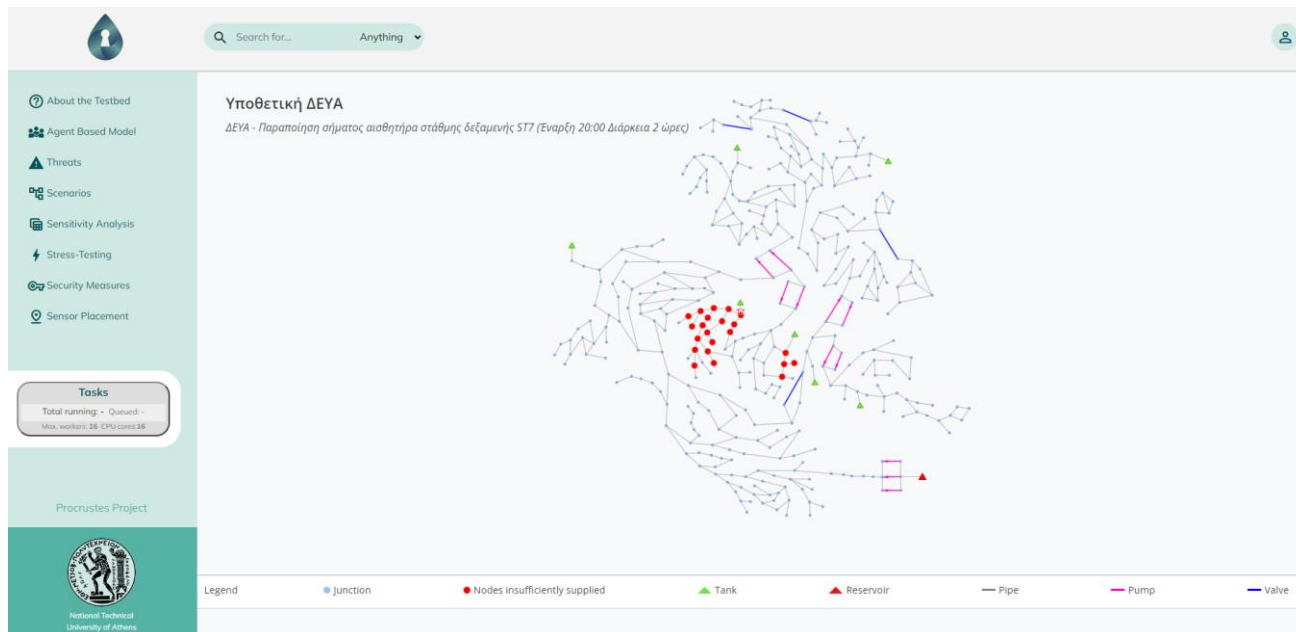 Search for...
Anything
About the Testbed
Agent Based Model
Threats
Scenarios
Sensitivity Analysis
Stress-Testing
Security Measures
Sensor Placement
Tasks
Total running: - Queued: -
Max. workers: 16 CPU cores:16
Procrustes Project
National Technical
University of Athens
Υποθετική ΔΕΥΑ
ΔΕΥΑ - Παραποίηση σήματος αισθητήρα στάθμης δεξαμενής ST7 (Έναρξη 20:00 Διάρκεια 2 ώρες)
Legend Junction Nodes insufficiently supplied Tank Reservoir Pipe Pump Valve